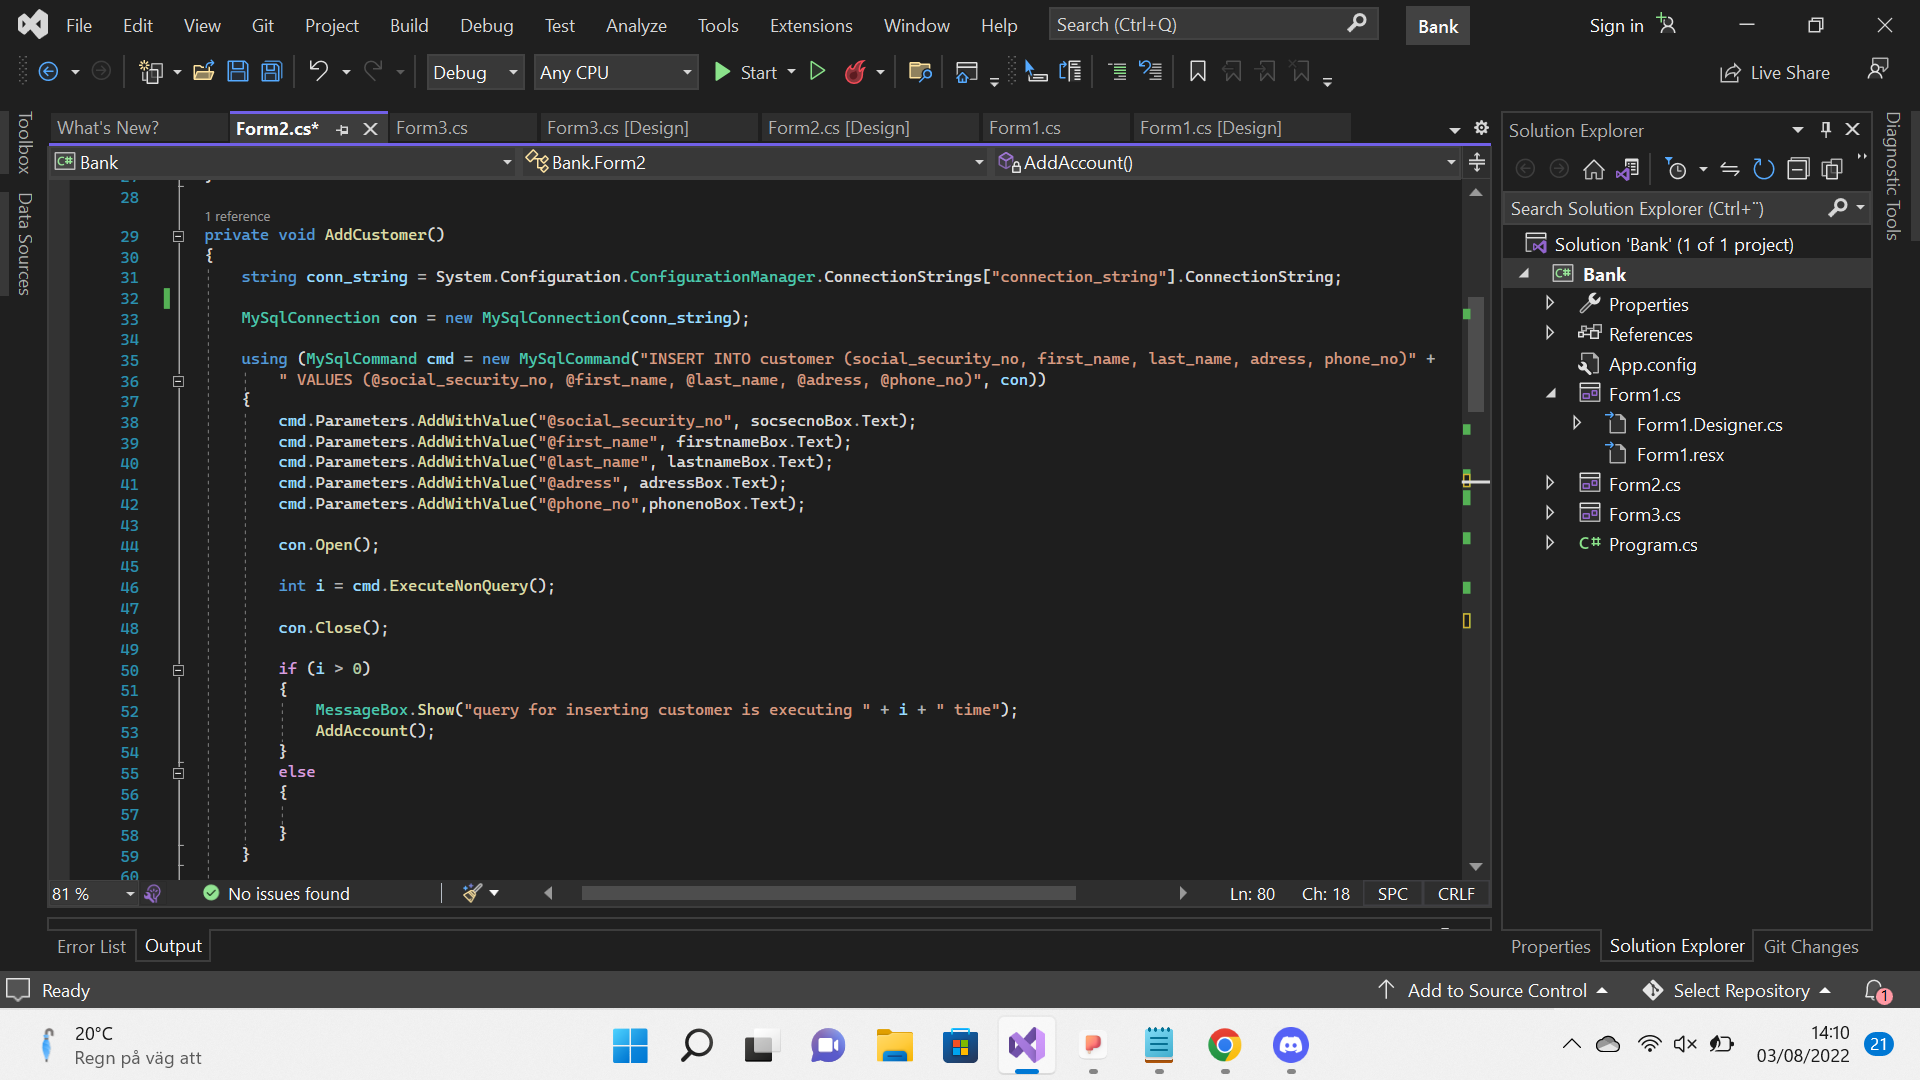 File Edit View Git Project Build Debug Test Analyze Tools Extensions Window Help Search (Ctrl+Q) Bank Sign in
Debug Any CPU Start Live Share
What's New? Form2.cs* Form3.cs Form3.cs [Design] Form2.cs [Design] Form1.cs Form1.cs [Design]
Bank Bank.Form2 AddAccount()
Toolbox
Data Sources
28
1 reference
29 private void AddCustomer()
30 {
31 string conn_string = System.Configuration.ConfigurationManager.ConnectionStrings["connection_string"].ConnectionString;
32
33 MySqlConnection con = new MySqlConnection(conn_string);
34
35 using (MySqlCommand cmd = new MySqlCommand("INSERT INTO customer (social_security_no, first_name, last_name, adress, phone_no)" +
36 " VALUES (@social_security_no, @first_name, @last_name, @adress, @phone_no)", con))
37 {
38 cmd.Parameters.AddWithValue("@social_security_no", socsecnoBox.Text);
39 cmd.Parameters.AddWithValue("@first_name", firstnameBox.Text);
40 cmd.Parameters.AddWithValue("@last_name", lastnameBox.Text);
41 cmd.Parameters.AddWithValue("@adress", adressBox.Text);
42 cmd.Parameters.AddWithValue("@phone_no",phonenoBox.Text);
43
44 con.Open();
45
46 int i = cmd.ExecuteNonQuery();
47
48 con.Close();
49
50 if (i > 0)
51 {
52 MessageBox.Show("query for inserting customer is executing " + i + " time");
53 AddAccount();
54 }
55 else
56 {
57
58 }
59 }
60
81 % No issues found Ln: 80 Ch: 18 SPC CRLF
Error List Output
Solution Explorer
Search Solution Explorer (Ctrl+¨)
Solution 'Bank' (1 of 1 project)
C# Bank
Properties
References
App.config
Form1.cs
Form1.Designer.cs
Form1.resx
Form2.cs
Form3.cs
C# Program.cs
Properties Solution Explorer Git Changes
Diagnostic Tools
Ready Add to Source Control Select Repository 1
20°C
Regn på väg att
14:10
03/08/2022
21